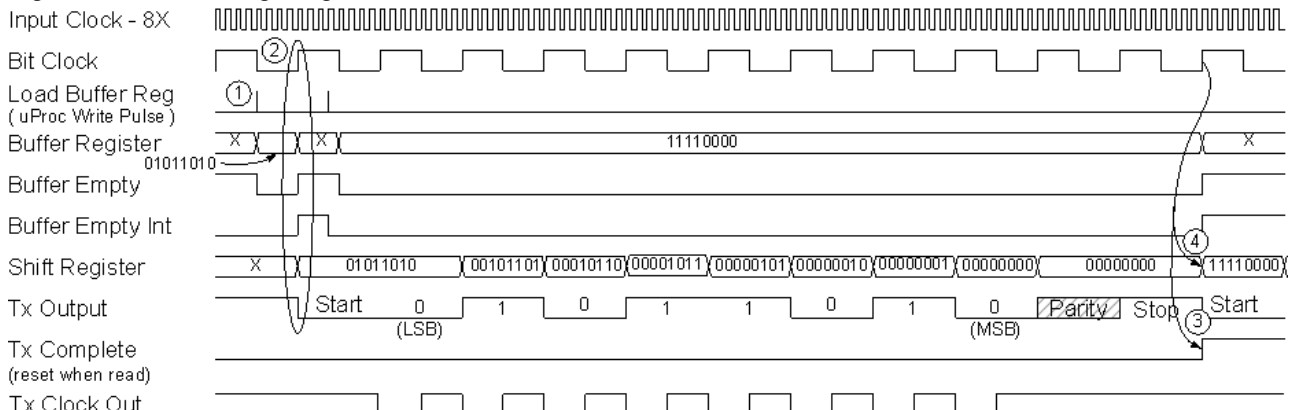 Input Clock - 8X
Bit Clock
2
Load Buffer Reg
1
( uProc Write Pulse )
Buffer Register
X X 11110000 X
01011010
Buffer Empty
Buffer Empty Int
4
Shift Register
X 01011010 00101101 00010110 00001011 00000101 00000010 00000001 00000000 00000000 11110000
Tx Output
Start 0 1 0 1 1 0 1 0 Parity Stop Start
(LSB) (MSB)
3
Tx Complete
(reset when read)
Tx Clock Out